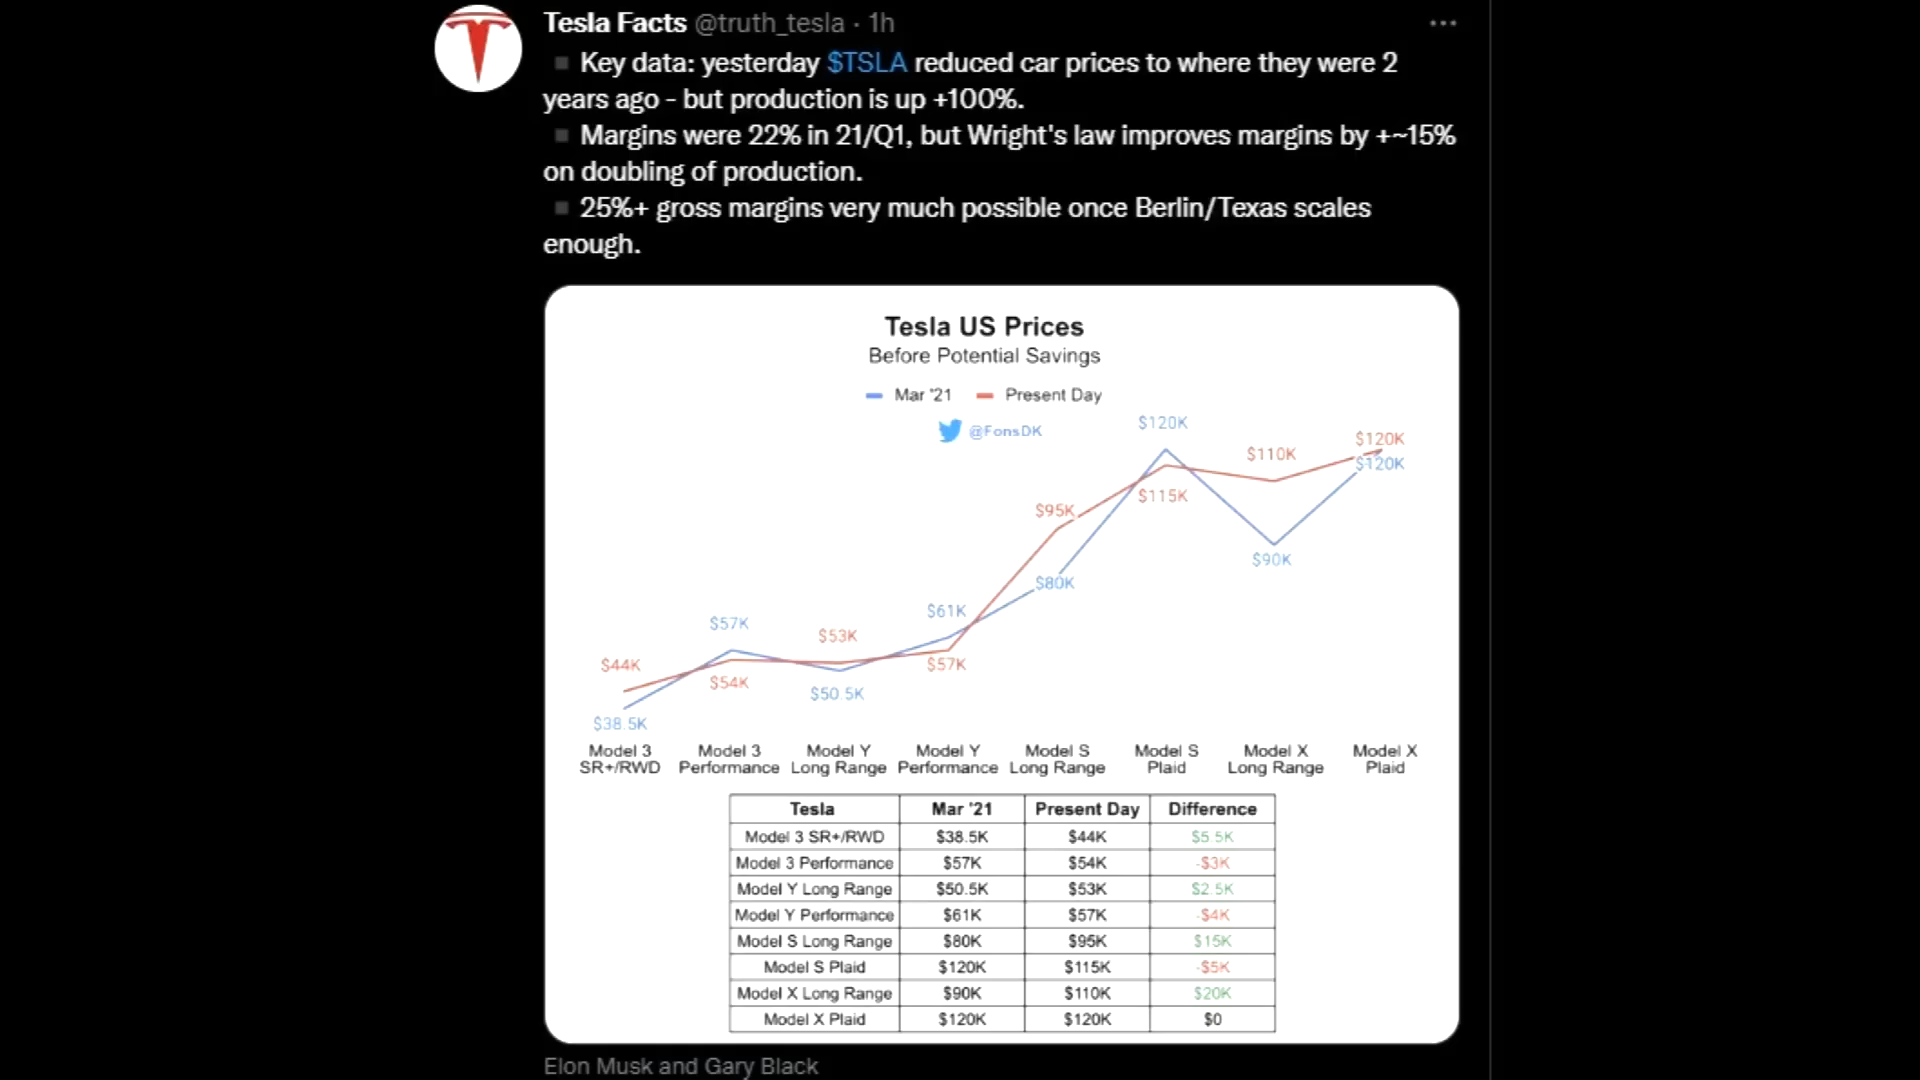 Tesla Facts @truth_tesla · 1h
▪ Key data: yesterday $TSLA reduced car prices to where they were 2
years ago - but production is up +100%.
▪ Margins were 22% in 21/Q1, but Wright's law improves margins by +~15%
on doubling of production.
▪ 25%+ gross margins very much possible once Berlin/Texas scales
enough.
Tesla US Prices
Before Potential Savings
Mar '21 Present Day
@FonsDK
$120K
$120K
$110K
$120K
$115K
$95K
$90K
$80K
$61K
$57K
$53K
$44K
$57K
$54K
$50.5K
$38.5K
Model 3 Model 3 Model Y Model Y Model S Model S Model X Model X
SR+/RWD Performance Long Range Performance Long Range Plaid Long Range Plaid
Tesla Mar '21 Present Day Difference
Model 3 SR+/RWD $38.5K $44K $5.5K
Model 3 Performance $57K $54K -$3K
Model Y Long Range $50.5K $53K $2.5K
Model Y Performance $61K $57K -$4K
Model S Long Range $80K $95K $15K
Model S Plaid $120K $115K -$5K
Model X Long Range $90K $110K $20K
Model X Plaid $120K $120K $0
Elon Musk and Gary Black